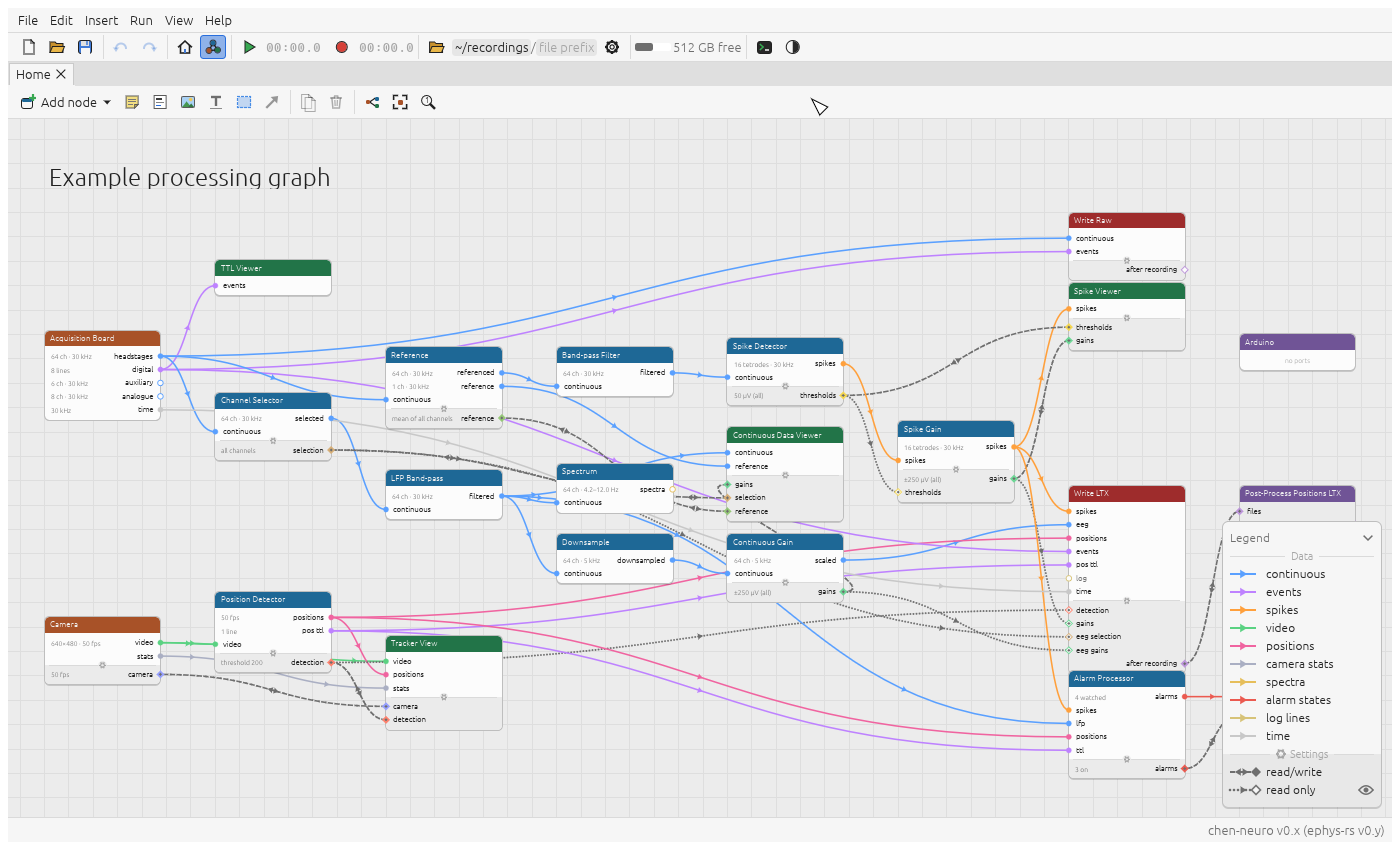 File Edit Insert Run View Help
00:00.0 00:00.0 ~/recordings/file prefix 512 GB free
Home
Add node
Example processing graph
Write Raw
continuous
events
after recording
TTL Viewer
events
Spike Viewer
spikes
thresholds
gains
Acquisition Board
64 ch · 30 kHz headstages
8 lines digital
6 ch · 30 kHz auxiliary
8 ch · 30 kHz analogue
30 kHz time
Channel Selector
64 ch · 30 kHz selected
continuous
all channels selection
Reference
64 ch · 30 kHz referenced
1 ch · 30 kHz reference
continuous
mean of all channels reference
Band-pass Filter
64 ch · 30 kHz filtered
continuous
Spike Detector
16 tetrodes · 30 kHz spikes
continuous
50 µV (all) thresholds
Arduino
no ports
Continuous Data Viewer
continuous
reference
gains
selection
reference
Spike Gain
16 tetrodes · 30 kHz spikes
spikes
±250 µV (all) gains
thresholds
LFP Band-pass
64 ch · 30 kHz filtered
continuous
Spectrum
64 ch · 4.2–12.0 Hz spectra
continuous
Downsample
64 ch · 5 kHz downsampled
continuous
Continuous Gain
64 ch · 5 kHz scaled
continuous
±250 µV (all) gains
Write LTX
spikes
eeg
positions
events
pos ttl
log
time
detection
gains
eeg selection
eeg gains
after recording
Post-Process Positions LTX
files
Camera
640×480 · 50 fps video
stats
50 fps camera
Position Detector
50 fps positions
1 line pos ttl
video
threshold 200 detection
Tracker View
video
positions
stats
camera
detection
Alarm Processor
4 watched alarms
spikes
lfp
positions
ttl
3 on alarms
Legend
Data
continuous
events
spikes
video
positions
camera stats
spectra
alarm states
log lines
time
Settings
read/write
read only
chen-neuro v0.x (ephys-rs v0.y)